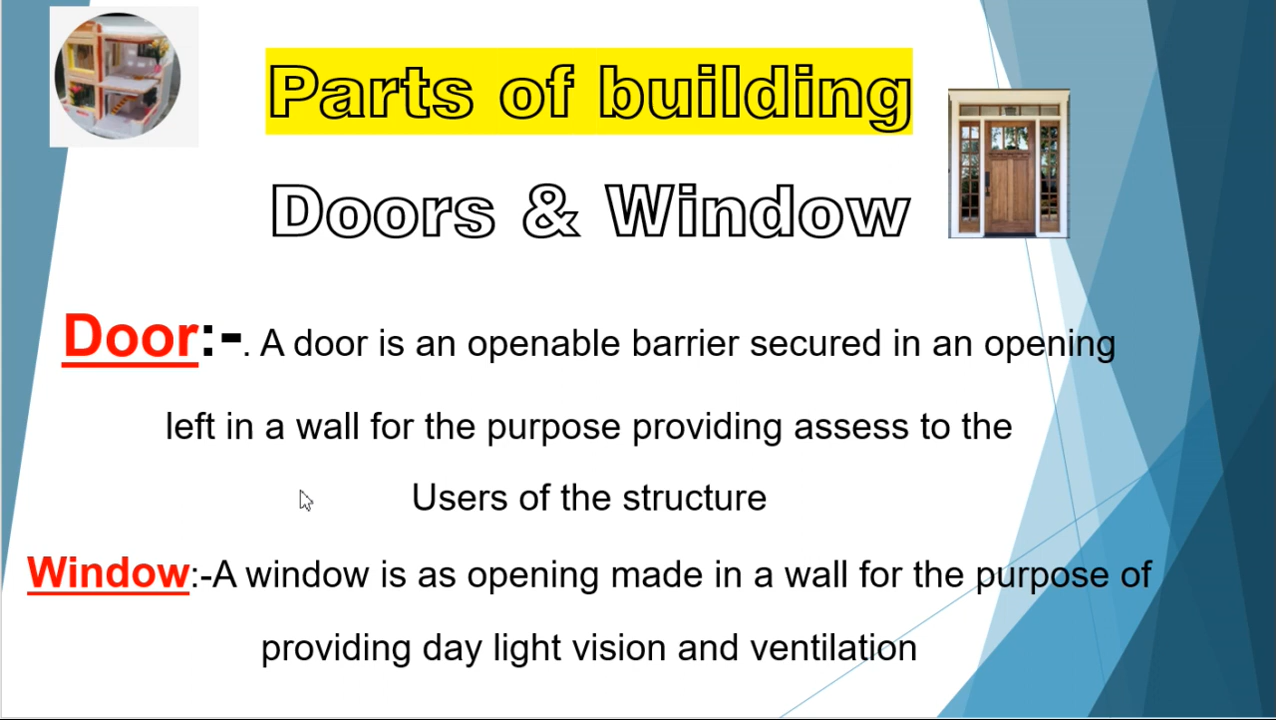 Parts of building
Doors & Window
Door:-. A door is an openable barrier secured in an opening
left in a wall for the purpose providing assess to the
Users of the structure
Window:-A window is as opening made in a wall for the purpose of
providing day light vision and ventilation